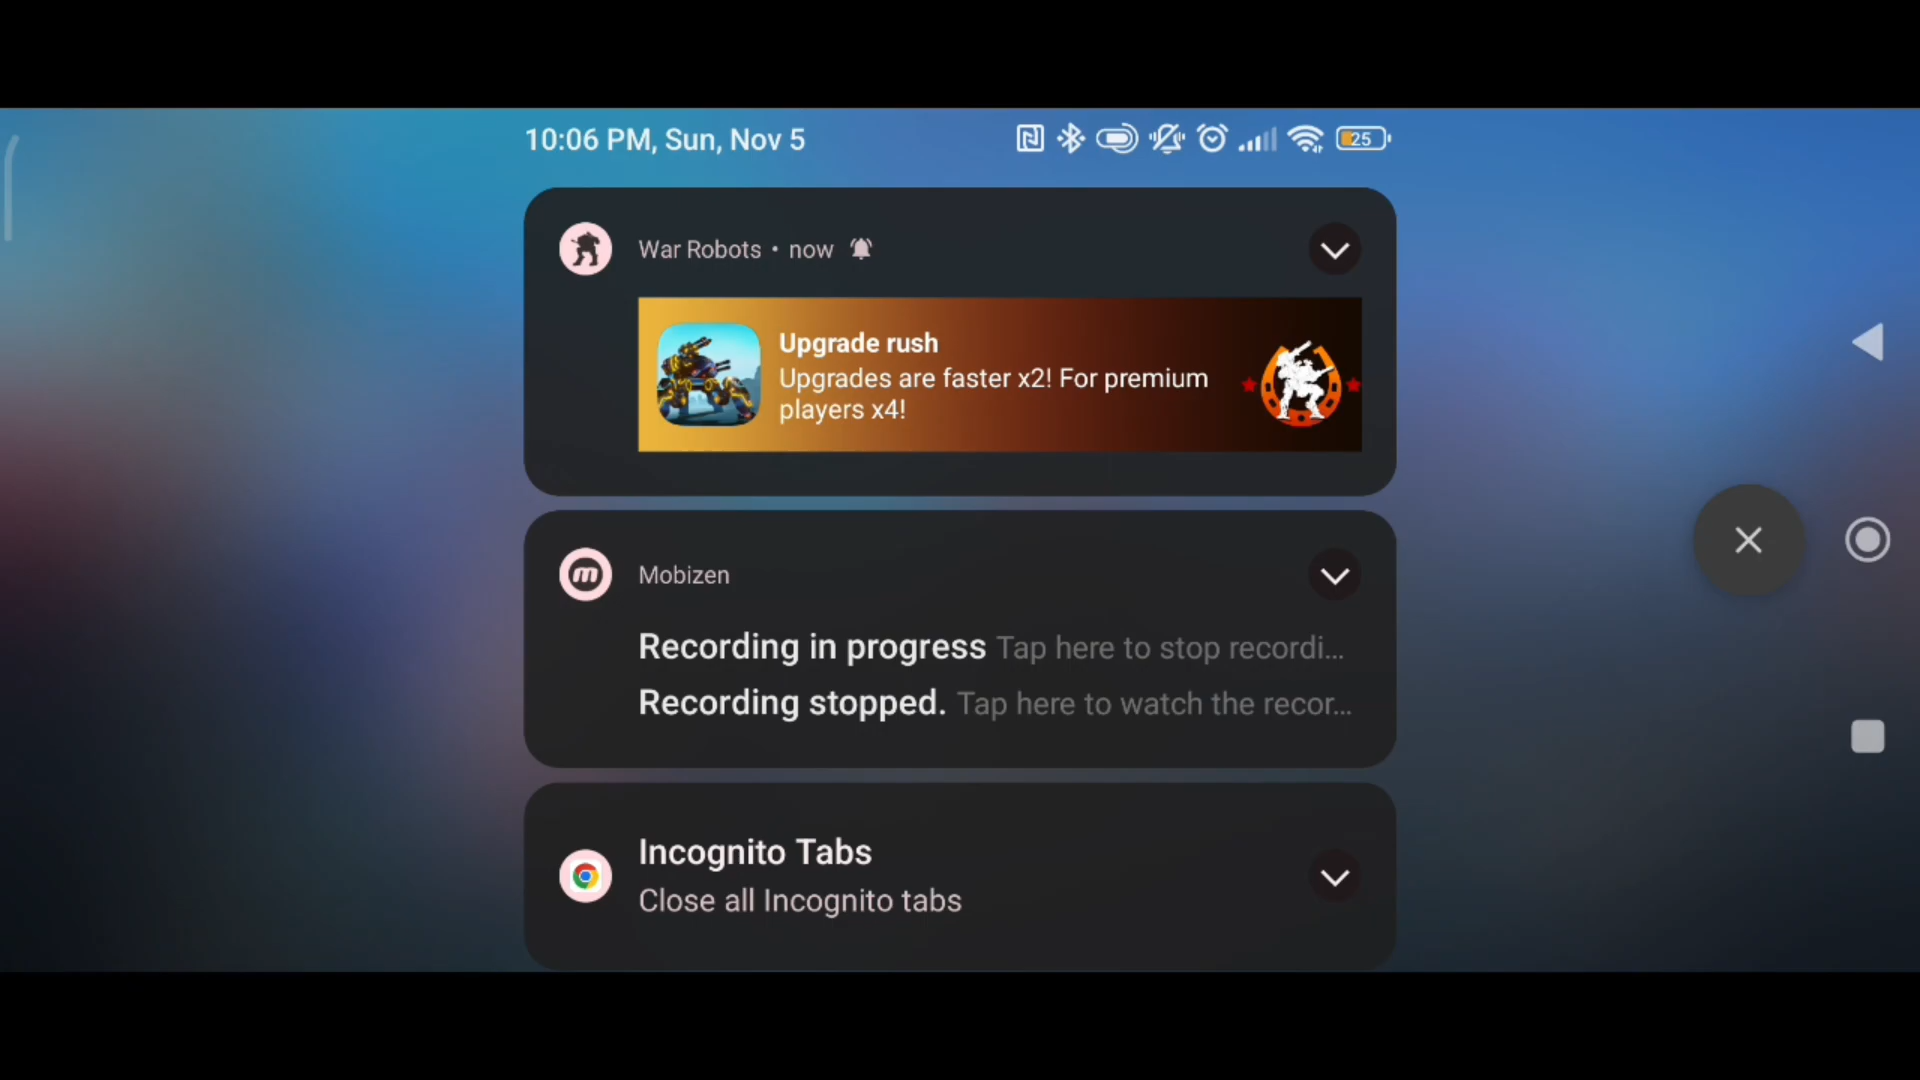 10:06 PM, Sun, Nov 5
25
War Robots • now
Upgrade rush
Upgrades are faster x2! For premium
players x4!
m
Mobizen
Recording in progress Tap here to stop recordi...
Recording stopped. Tap here to watch the recor...
Incognito Tabs
Close all Incognito tabs